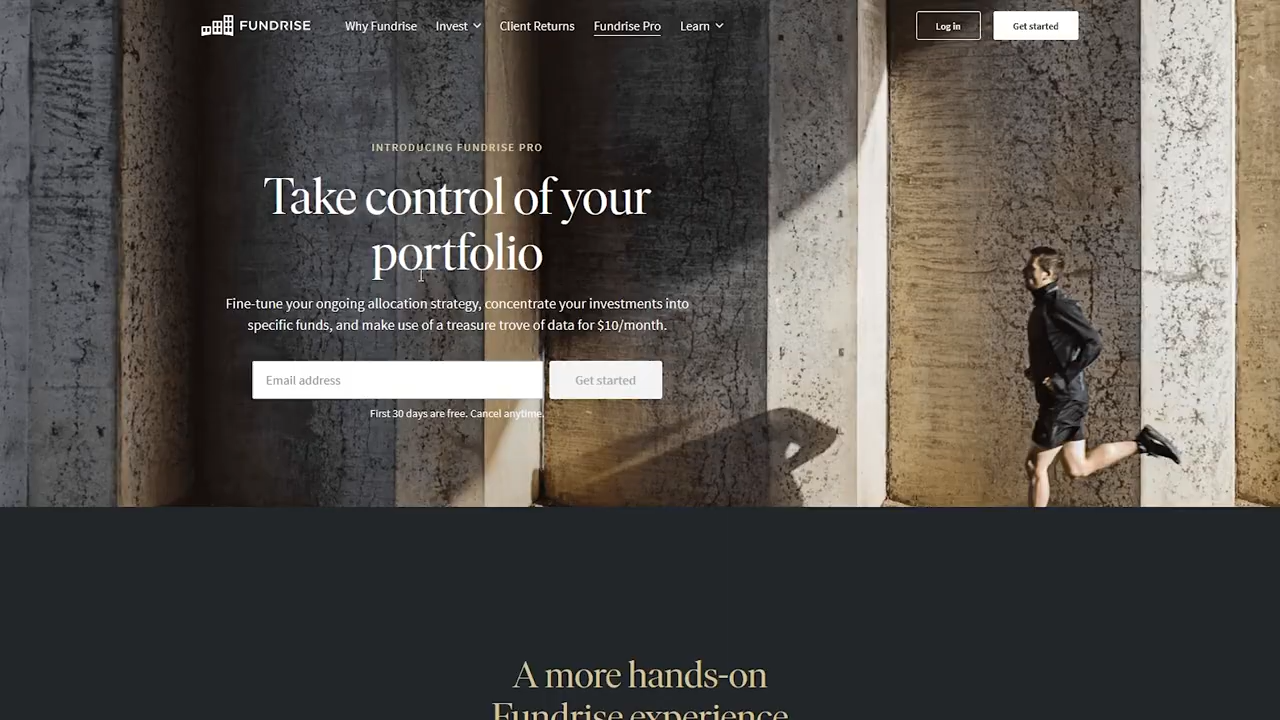 FUNDRISE
Why Fundrise
Invest
Client Returns
Fundrise Pro
Learn
Log in
Get started
INTRODUCING FUNDRISE PRO
Take control of your
portfolio
Fine-tune your ongoing allocation strategy, concentrate your investments into
specific funds, and make use of a treasure trove of data for $10/month.
Email address
Get started
First 30 days are free. Cancel anytime.
A more hands-on
Fundrise experience